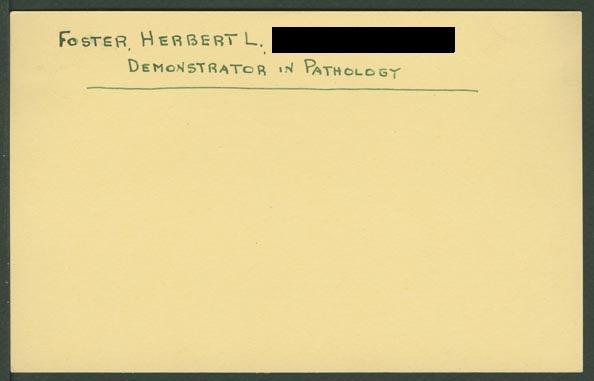 FOSTER, HERBERT L.,
DEMONSTRATOR IN PATHOLOGY